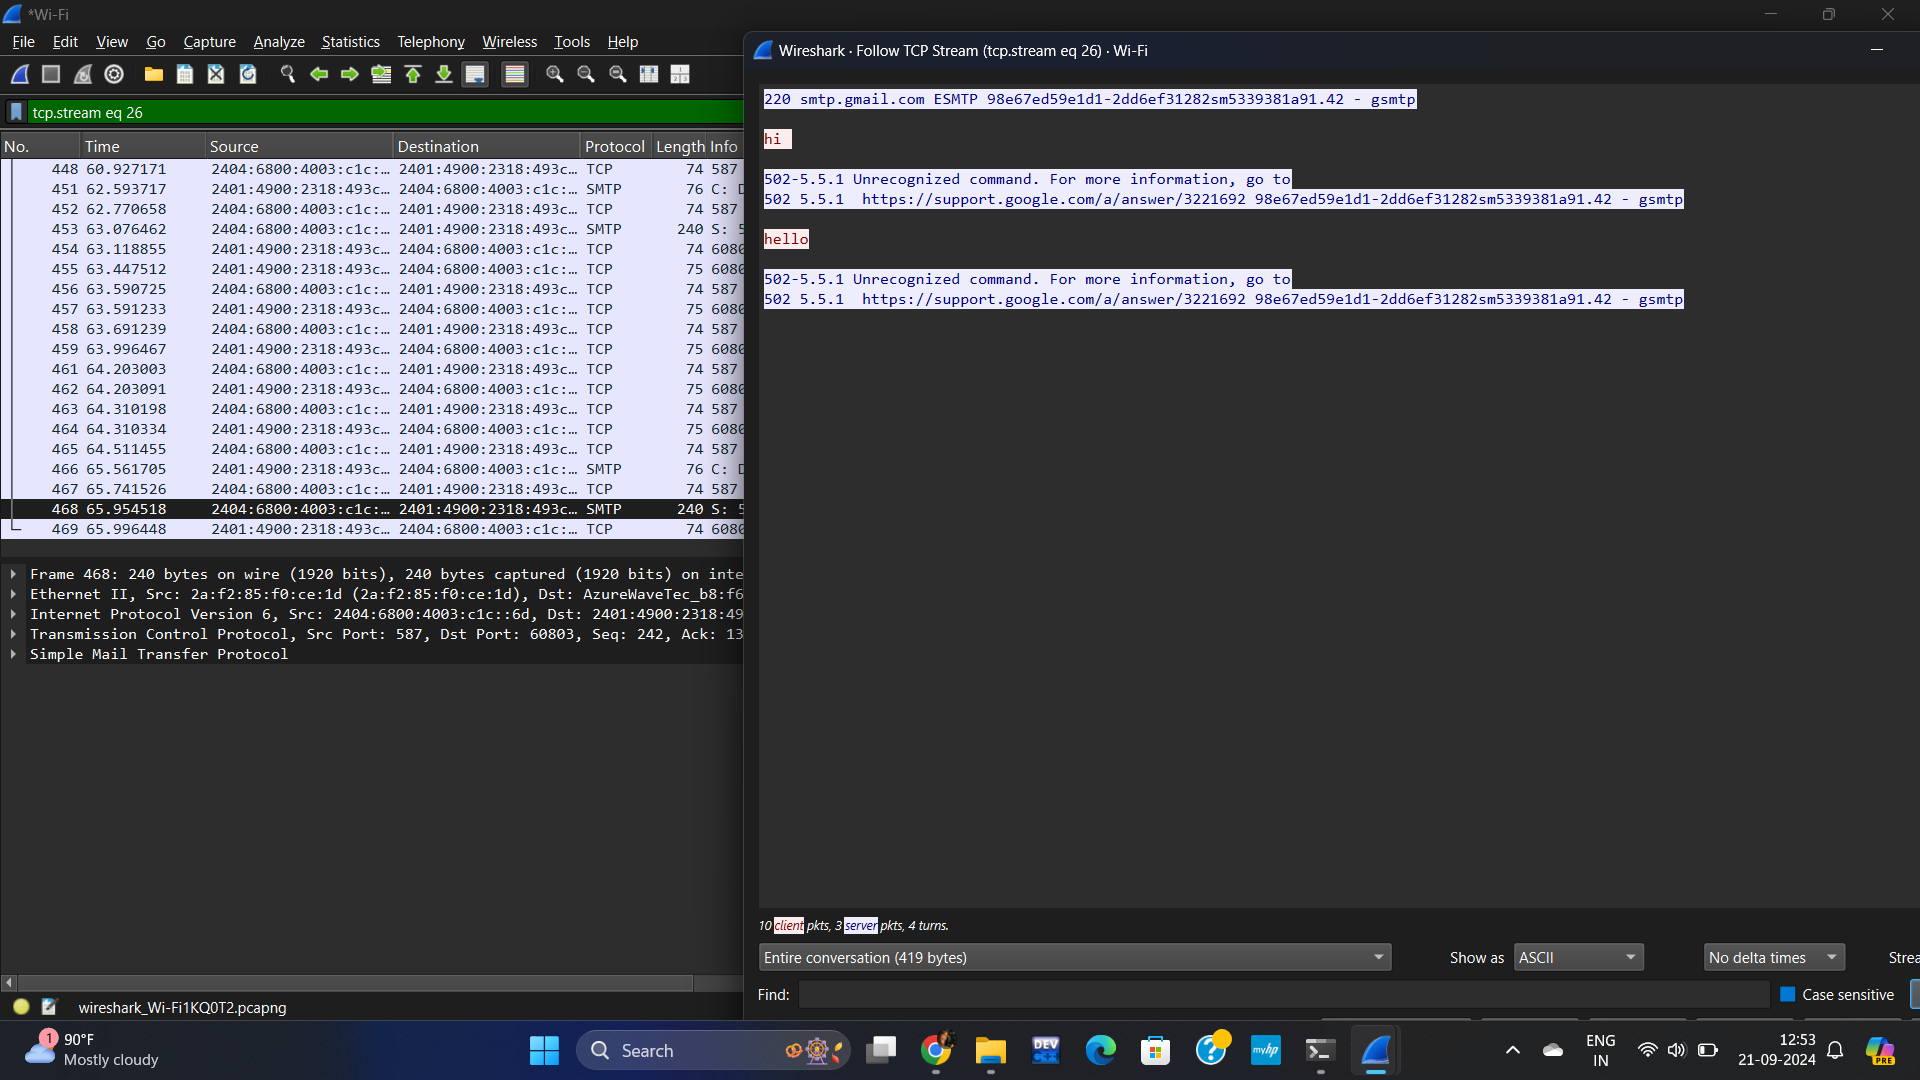 *Wi-Fi
File Edit View Go Capture Analyze Statistics Telephony Wireless Tools Help
tcp.stream eq 26
No. Time Source Destination Protocol Length Info
448 60.927171 2404:6800:4003:c1c:… 2401:4900:2318:493c… TCP 74 587
451 62.593717 2401:4900:2318:493c… 2404:6800:4003:c1c:… SMTP 76 C: D
452 62.770658 2404:6800:4003:c1c:… 2401:4900:2318:493c… TCP 74 587
453 63.076462 2404:6800:4003:c1c:… 2401:4900:2318:493c… SMTP 240 S: 5
454 63.118855 2401:4900:2318:493c… 2404:6800:4003:c1c:… TCP 74 6080
455 63.447512 2401:4900:2318:493c… 2404:6800:4003:c1c:… TCP 75 6080
456 63.590725 2404:6800:4003:c1c:… 2401:4900:2318:493c… TCP 74 587
457 63.591233 2401:4900:2318:493c… 2404:6800:4003:c1c:… TCP 75 6080
458 63.691239 2404:6800:4003:c1c:… 2401:4900:2318:493c… TCP 74 587
459 63.996467 2401:4900:2318:493c… 2404:6800:4003:c1c:… TCP 75 6080
461 64.203003 2404:6800:4003:c1c:… 2401:4900:2318:493c… TCP 74 587
462 64.203091 2401:4900:2318:493c… 2404:6800:4003:c1c:… TCP 75 6080
463 64.310198 2404:6800:4003:c1c:… 2401:4900:2318:493c… TCP 74 587
464 64.310334 2401:4900:2318:493c… 2404:6800:4003:c1c:… TCP 75 6080
465 64.511455 2404:6800:4003:c1c:… 2401:4900:2318:493c… TCP 74 587
466 65.561705 2401:4900:2318:493c… 2404:6800:4003:c1c:… SMTP 76 C: D
467 65.741526 2404:6800:4003:c1c:… 2401:4900:2318:493c… TCP 74 587
468 65.954518 2404:6800:4003:c1c:… 2401:4900:2318:493c… SMTP 240 S: 5
469 65.996448 2401:4900:2318:493c… 2404:6800:4003:c1c:… TCP 74 6080
Frame 468: 240 bytes on wire (1920 bits), 240 bytes captured (1920 bits) on inte
Ethernet II, Src: 2a:f2:85:f0:ce:1d (2a:f2:85:f0:ce:1d), Dst: AzureWaveTec_b8:f6
Internet Protocol Version 6, Src: 2404:6800:4003:c1c::6d, Dst: 2401:4900:2318:49
Transmission Control Protocol, Src Port: 587, Dst Port: 60803, Seq: 242, Ack: 13
Simple Mail Transfer Protocol
wireshark_Wi-Fi1KQ0T2.pcapng
Wireshark · Follow TCP Stream (tcp.stream eq 26) · Wi-Fi
220 smtp.gmail.com ESMTP 98e67ed59e1d1-2dd6ef31282sm5339381a91.42 - gsmtp
hi
502-5.5.1 Unrecognized command. For more information, go to
502 5.5.1  https://support.google.com/a/answer/3221692 98e67ed59e1d1-2dd6ef31282sm5339381a91.42 - gsmtp
hello
502-5.5.1 Unrecognized command. For more information, go to
502 5.5.1  https://support.google.com/a/answer/3221692 98e67ed59e1d1-2dd6ef31282sm5339381a91.42 - gsmtp
10 client pkts, 3 server pkts, 4 turns.
Entire conversation (419 bytes) Show as ASCII No delta times Strea
Find: Case sensitive
1 90°F
Mostly cloudy
Search
DEV C++
myhp
ENG
IN
12:53
21-09-2024
PRE